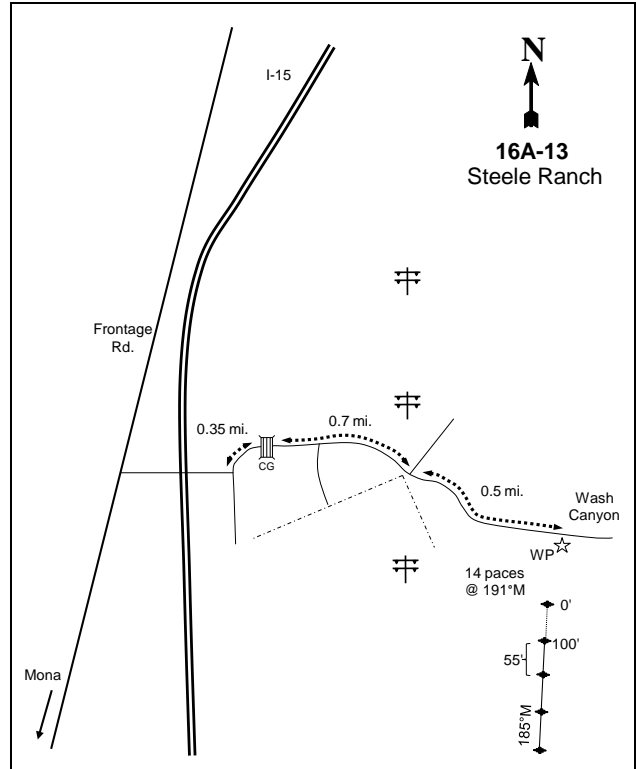 I-15
N
16A-13
Steele Ranch
Frontage
Rd.
0.35 mi.
0.7 mi.
CG
0.5 mi.
Wash
Canyon
WP
14 paces
@ 191°M
0'
100'
55'
185°M
Mona